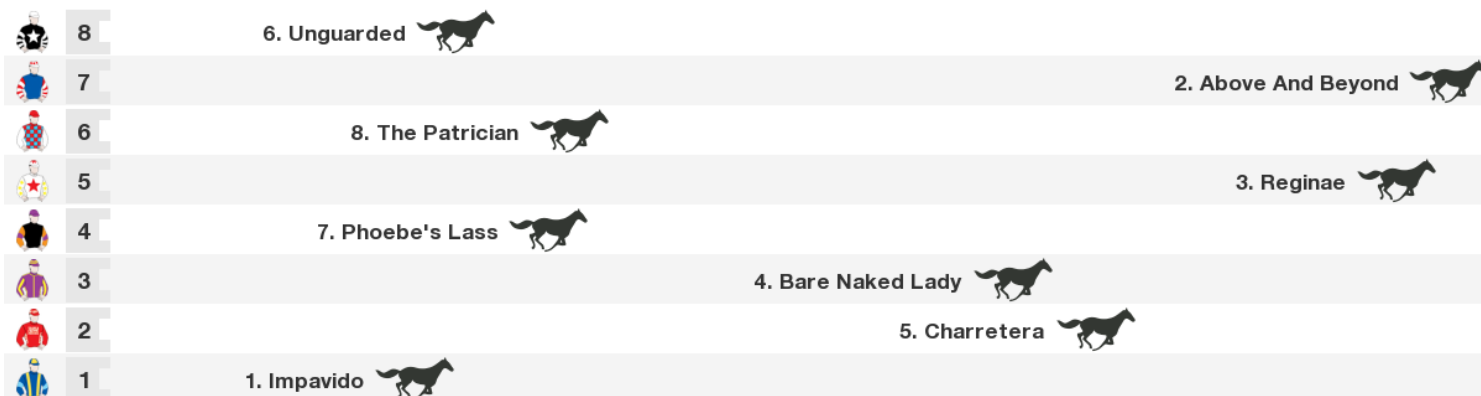 8 6. Unguarded
7 2. Above And Beyond
6 8. The Patrician
5 3. Reginae
4 7. Phoebe's Lass
3 4. Bare Naked Lady
2 5. Charretera
1 1. Impavido